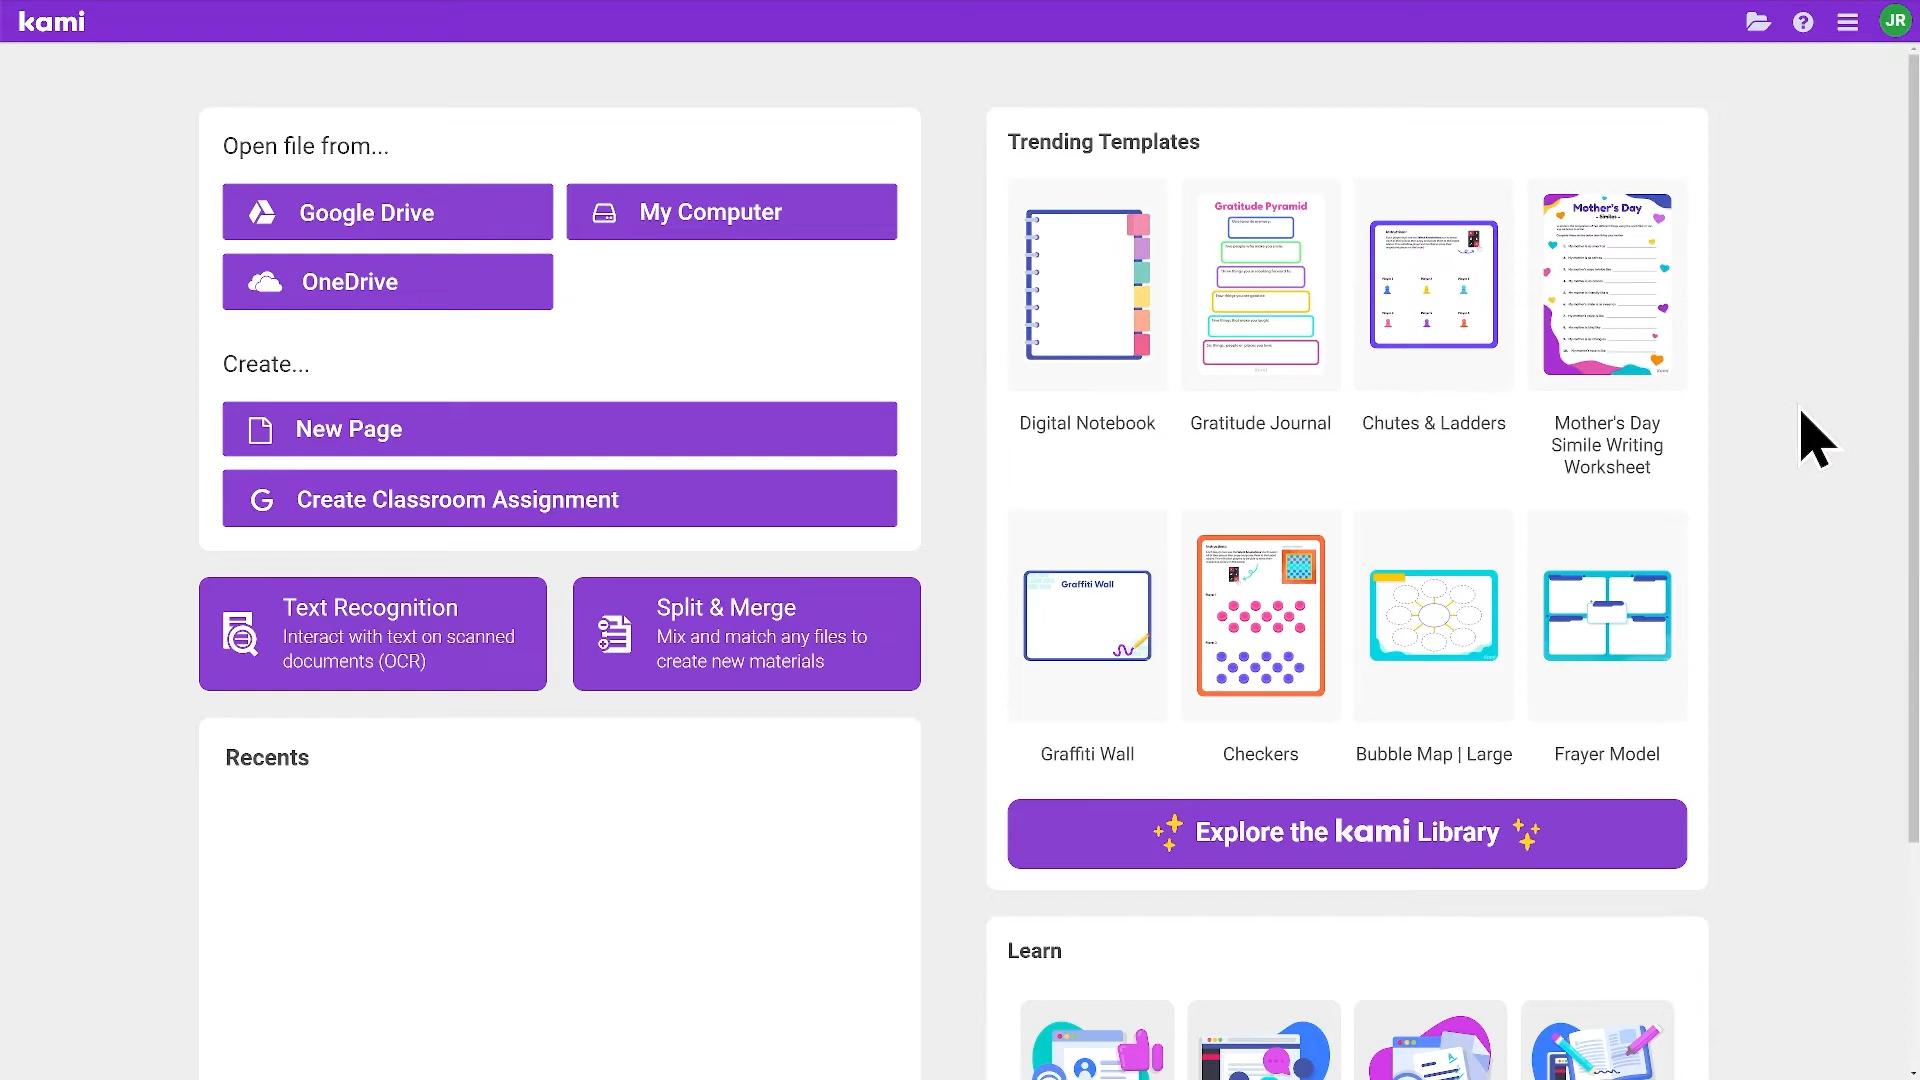 kami
JR
Open file from...
Google Drive
My Computer
OneDrive
Create...
New Page
Create Classroom Assignment
Text Recognition
Interact with text on scanned
documents (OCR)
Split & Merge
Mix and match any files to
create new materials
Recents
Trending Templates
Gratitude Pyramid
Mother's Day
- Similes -
Digital Notebook
Gratitude Journal
Chutes & Ladders
Mother's Day
Simile Writing
Worksheet
Graffiti Wall
Graffiti Wall
Checkers
Bubble Map | Large
Frayer Model
Explore the kami Library
Learn